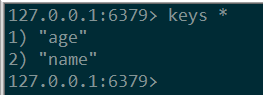 127.0.0.1:6379> keys *
1) "age"
2) "name"
127.0.0.1:6379>